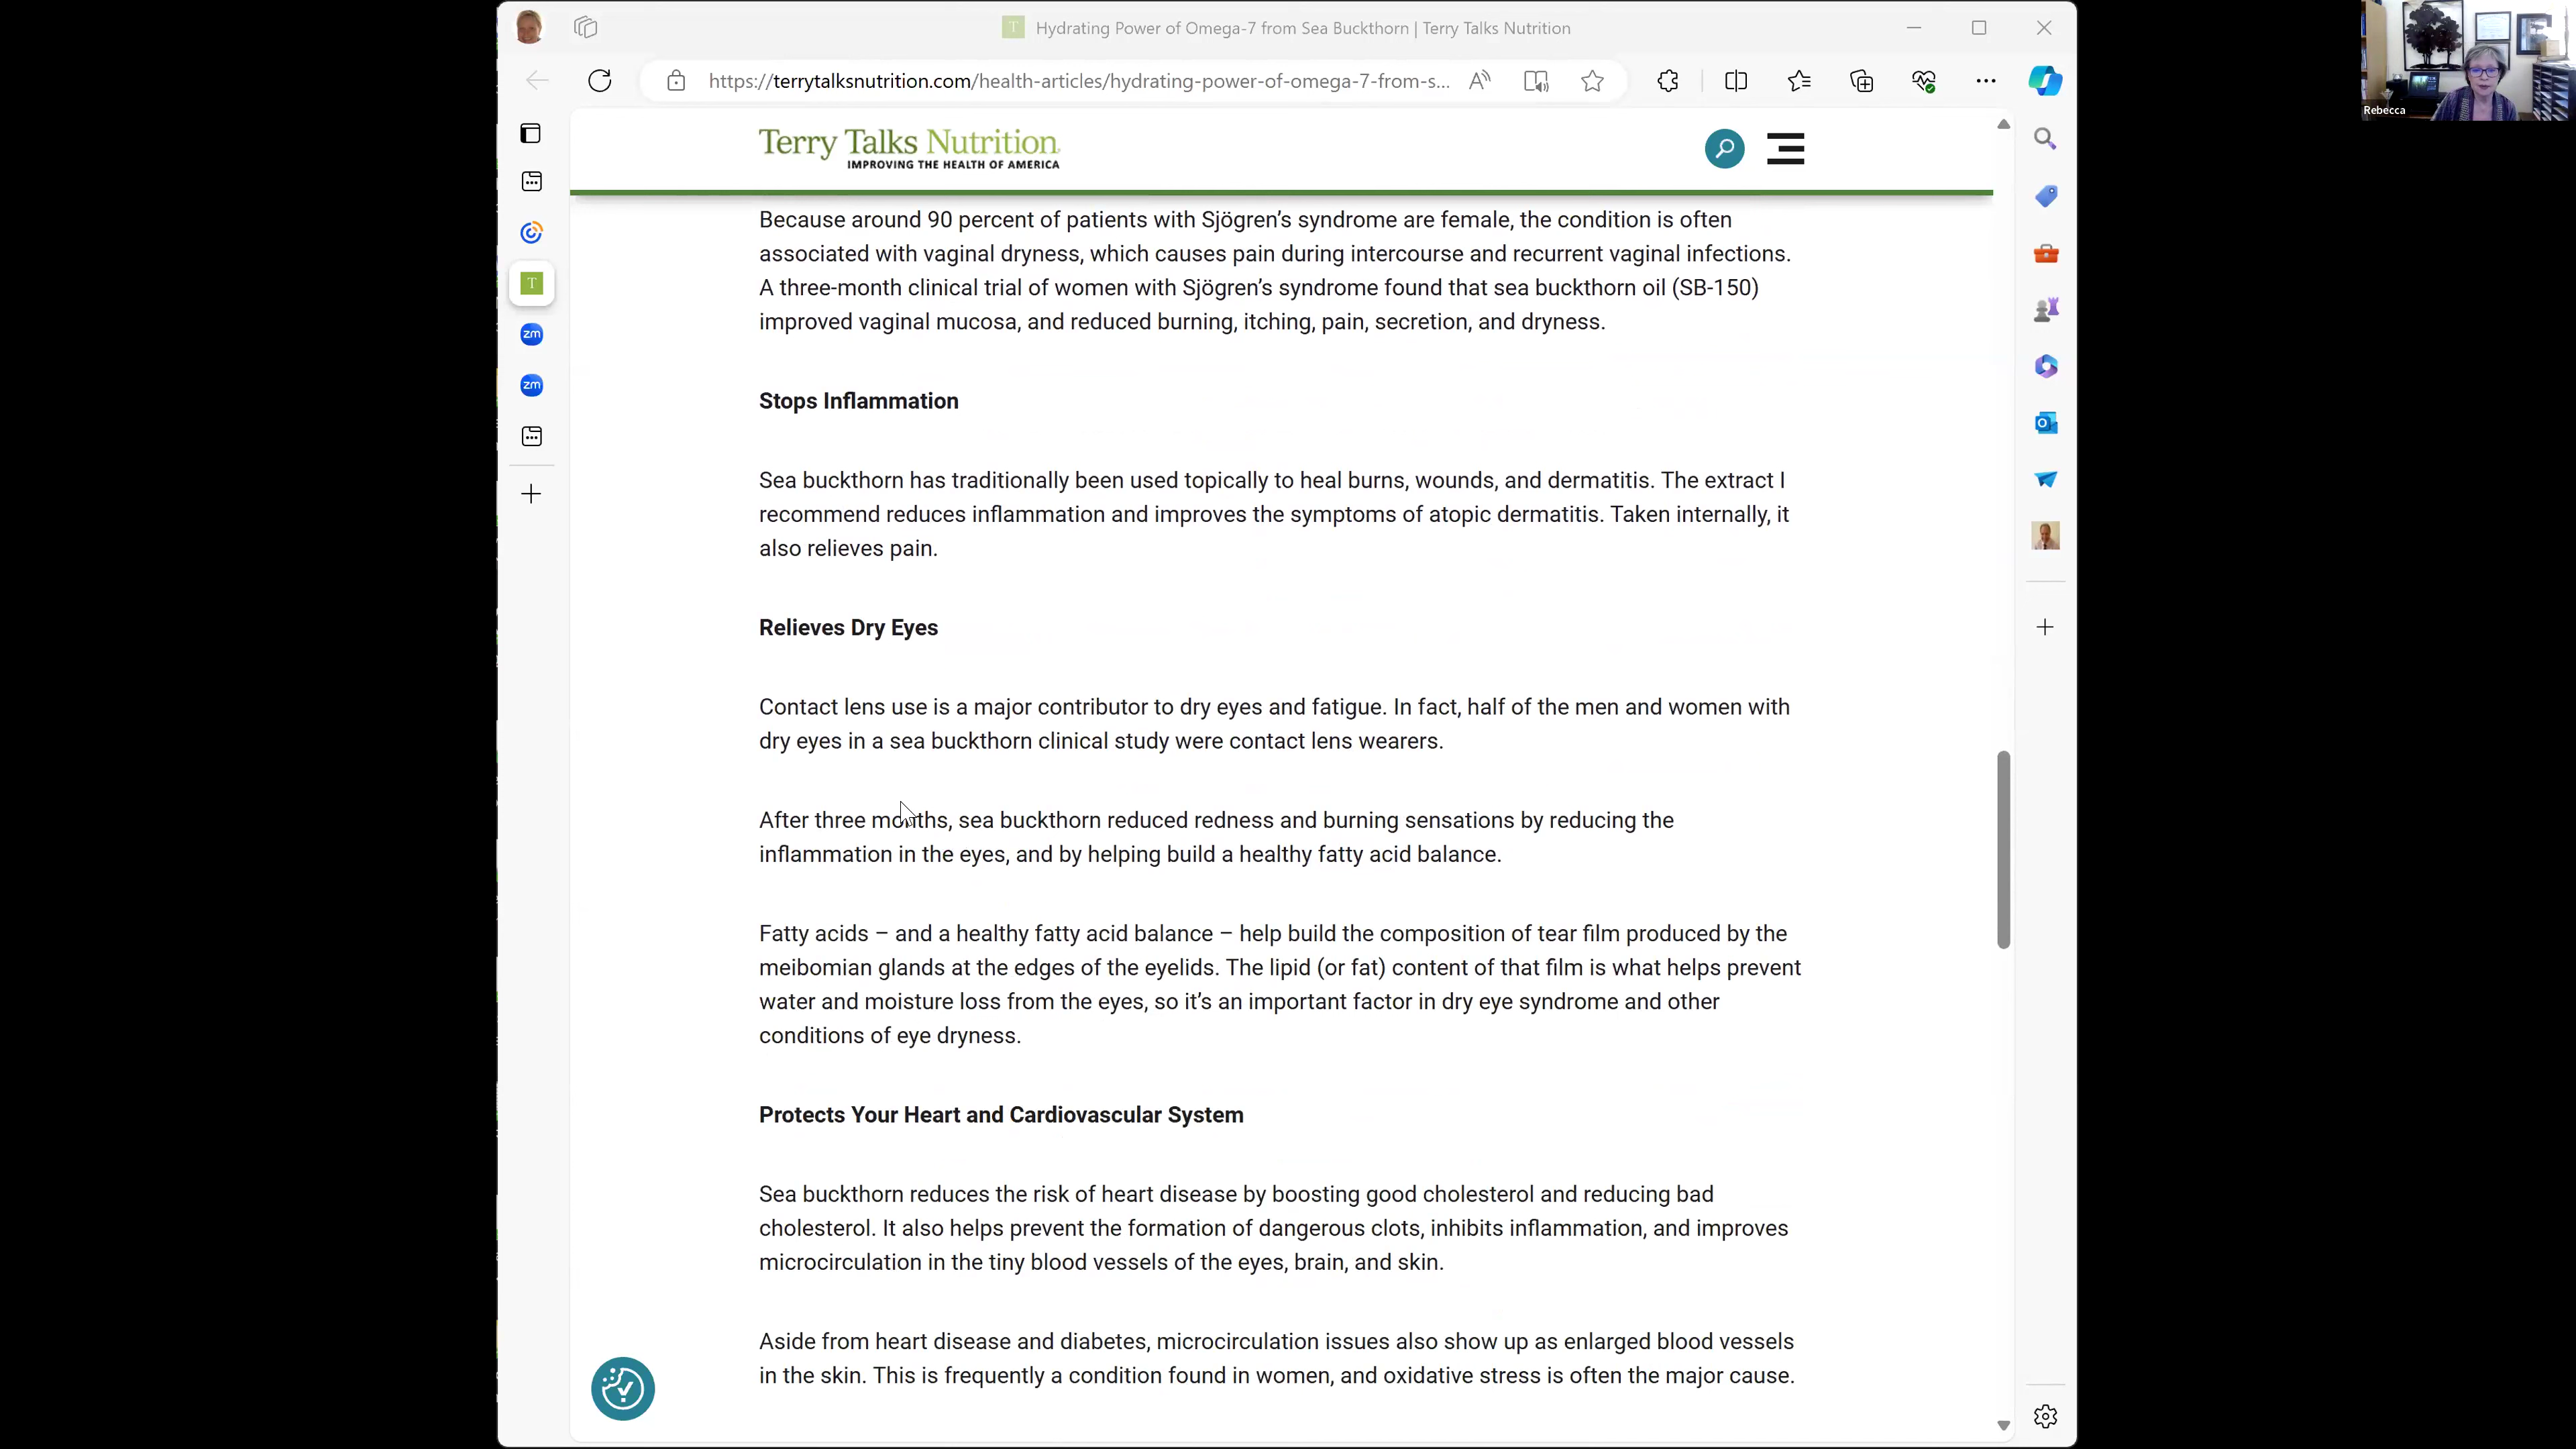 Hydrating Power of Omega-7 from Sea Buckthorn | Terry Talks Nutrition
https://terrytalksnutrition.com/health-articles/hydrating-power-of-omega-7-from-s...
Rebecca
Terry Talks Nutrition
IMPROVING THE HEALTH OF AMERICA
T
zm
zm
Because around 90 percent of patients with Sjögren’s syndrome are female, the condition is often
associated with vaginal dryness, which causes pain during intercourse and recurrent vaginal infections.
A three-month clinical trial of women with Sjögren’s syndrome found that sea buckthorn oil (SB-150)
improved vaginal mucosa, and reduced burning, itching, pain, secretion, and dryness.
Stops Inflammation
Sea buckthorn has traditionally been used topically to heal burns, wounds, and dermatitis. The extract I
recommend reduces inflammation and improves the symptoms of atopic dermatitis. Taken internally, it
also relieves pain.
Relieves Dry Eyes
Contact lens use is a major contributor to dry eyes and fatigue. In fact, half of the men and women with
dry eyes in a sea buckthorn clinical study were contact lens wearers.
After three months, sea buckthorn reduced redness and burning sensations by reducing the
inflammation in the eyes, and by helping build a healthy fatty acid balance.
Fatty acids – and a healthy fatty acid balance – help build the composition of tear film produced by the
meibomian glands at the edges of the eyelids. The lipid (or fat) content of that film is what helps prevent
water and moisture loss from the eyes, so it’s an important factor in dry eye syndrome and other
conditions of eye dryness.
Protects Your Heart and Cardiovascular System
Sea buckthorn reduces the risk of heart disease by boosting good cholesterol and reducing bad
cholesterol. It also helps prevent the formation of dangerous clots, inhibits inflammation, and improves
microcirculation in the tiny blood vessels of the eyes, brain, and skin.
Aside from heart disease and diabetes, microcirculation issues also show up as enlarged blood vessels
in the skin. This is frequently a condition found in women, and oxidative stress is often the major cause.